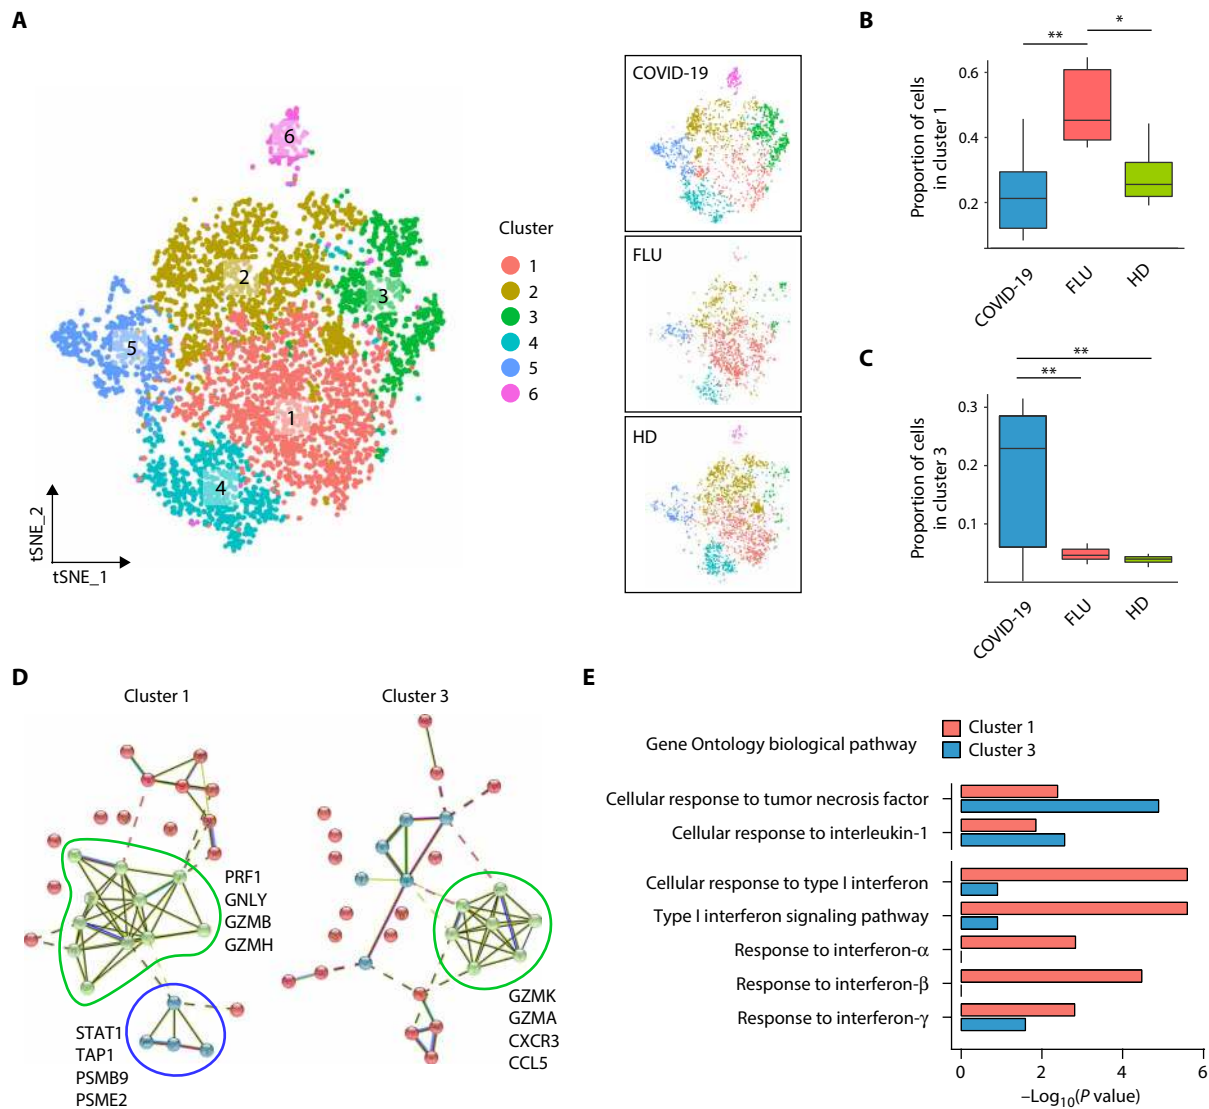 A
6
2
3
5
1
4
tSNE_2
tSNE_1
Cluster
1
2
3
4
5
6
COVID-19
FLU
HD
B
**
*
Proportion of cells
in cluster 1
0.6
0.4
0.2
COVID-19
FLU
HD
C
**
**
Proportion of cells
in cluster 3
0.3
0.2
0.1
COVID-19
FLU
HD
D
Cluster 1
Cluster 3
PRF1
GNLY
GZMB
GZMH
STAT1
TAP1
PSMB9
PSME2
GZMK
GZMA
CXCR3
CCL5
E
Gene Ontology biological pathway
Cluster 1
Cluster 3
Cellular response to tumor necrosis factor
Cellular response to interleukin-1
Cellular response to type I interferon
Type I interferon signaling pathway
Response to interferon-α
Response to interferon-β
Response to interferon-γ
0 2 4 6
−Log10(P value)